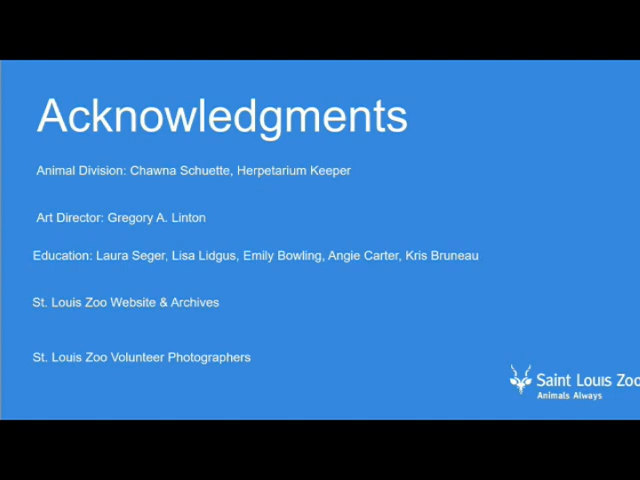 Acknowledgments
Animal Division: Chawna Schuette, Herpetarium Keeper
Art Director: Gregory A. Linton
Education: Laura Seger, Lisa Lidgus, Emily Bowling, Angie Carter, Kris Bruneau
St. Louis Zoo Website & Archives
St. Louis Zoo Volunteer Photographers
Saint Louis Zoo
Animals Always